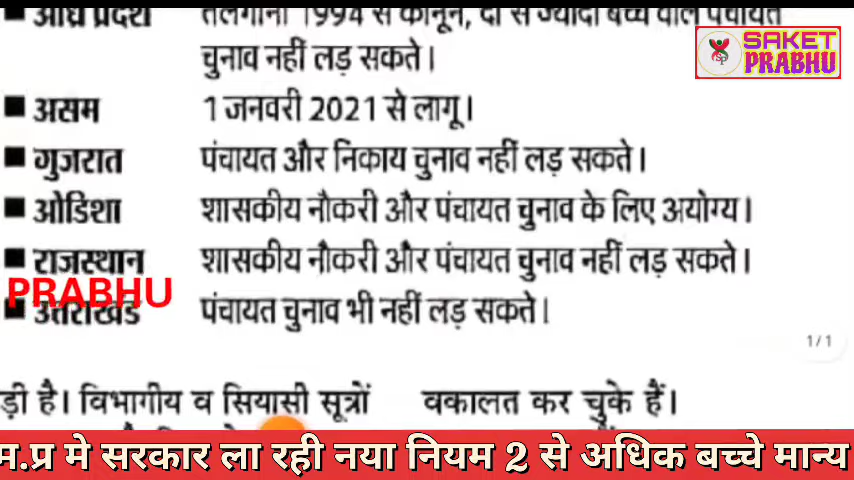 आंध्र प्रदेश तेलंगाना 1994 से कानून, दो से ज्यादा बच्चे वाले पंचायत
चुनाव नहीं लड़ सकते।
SAKET
PRABHU
SP
■ असम 1 जनवरी 2021 से लागू।
■ गुजरात पंचायत और निकाय चुनाव नहीं लड़ सकते।
■ ओडिशा शासकीय नौकरी और पंचायत चुनाव के लिए अयोग्य।
■ राजस्थान शासकीय नौकरी और पंचायत चुनाव नहीं लड़ सकते।
PRABHU
■ उत्तराखंड पंचायत चुनाव भी नहीं लड़ सकते।
1/1
ड़ी है। विभागीय व सियासी सूत्रों वकालत कर चुके हैं।
म.प्र मे सरकार ला रही नया नियम 2 से अधिक बच्चे मान्य